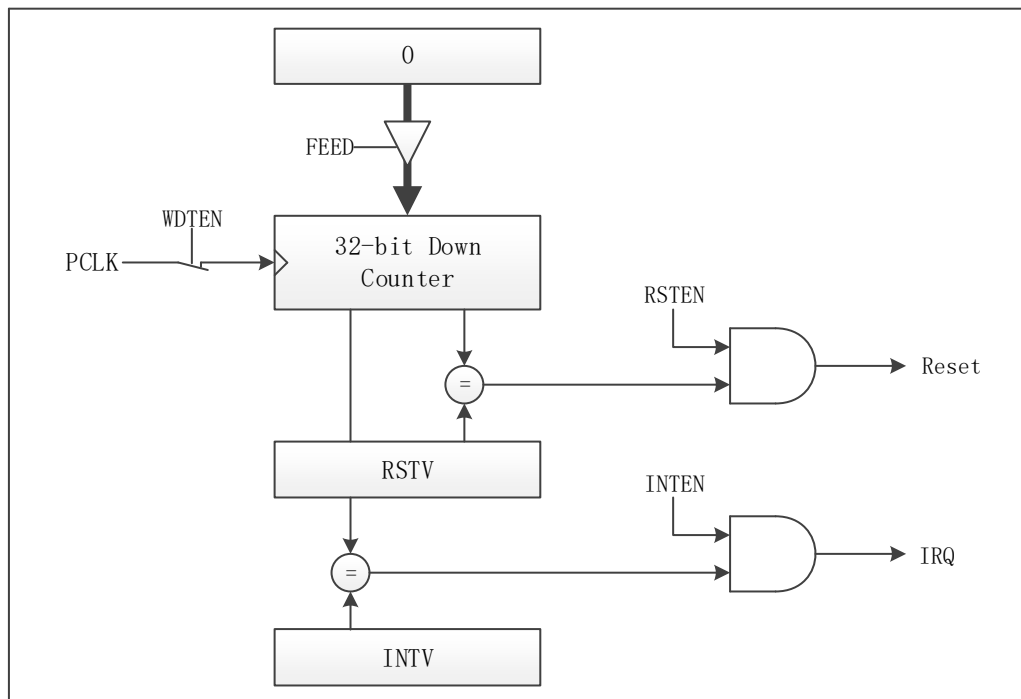 0
FEED
WDTEN
PCLK
32-bit Down
Counter
RSTEN
Reset
=
RSTV
INTEN
IRQ
=
INTV